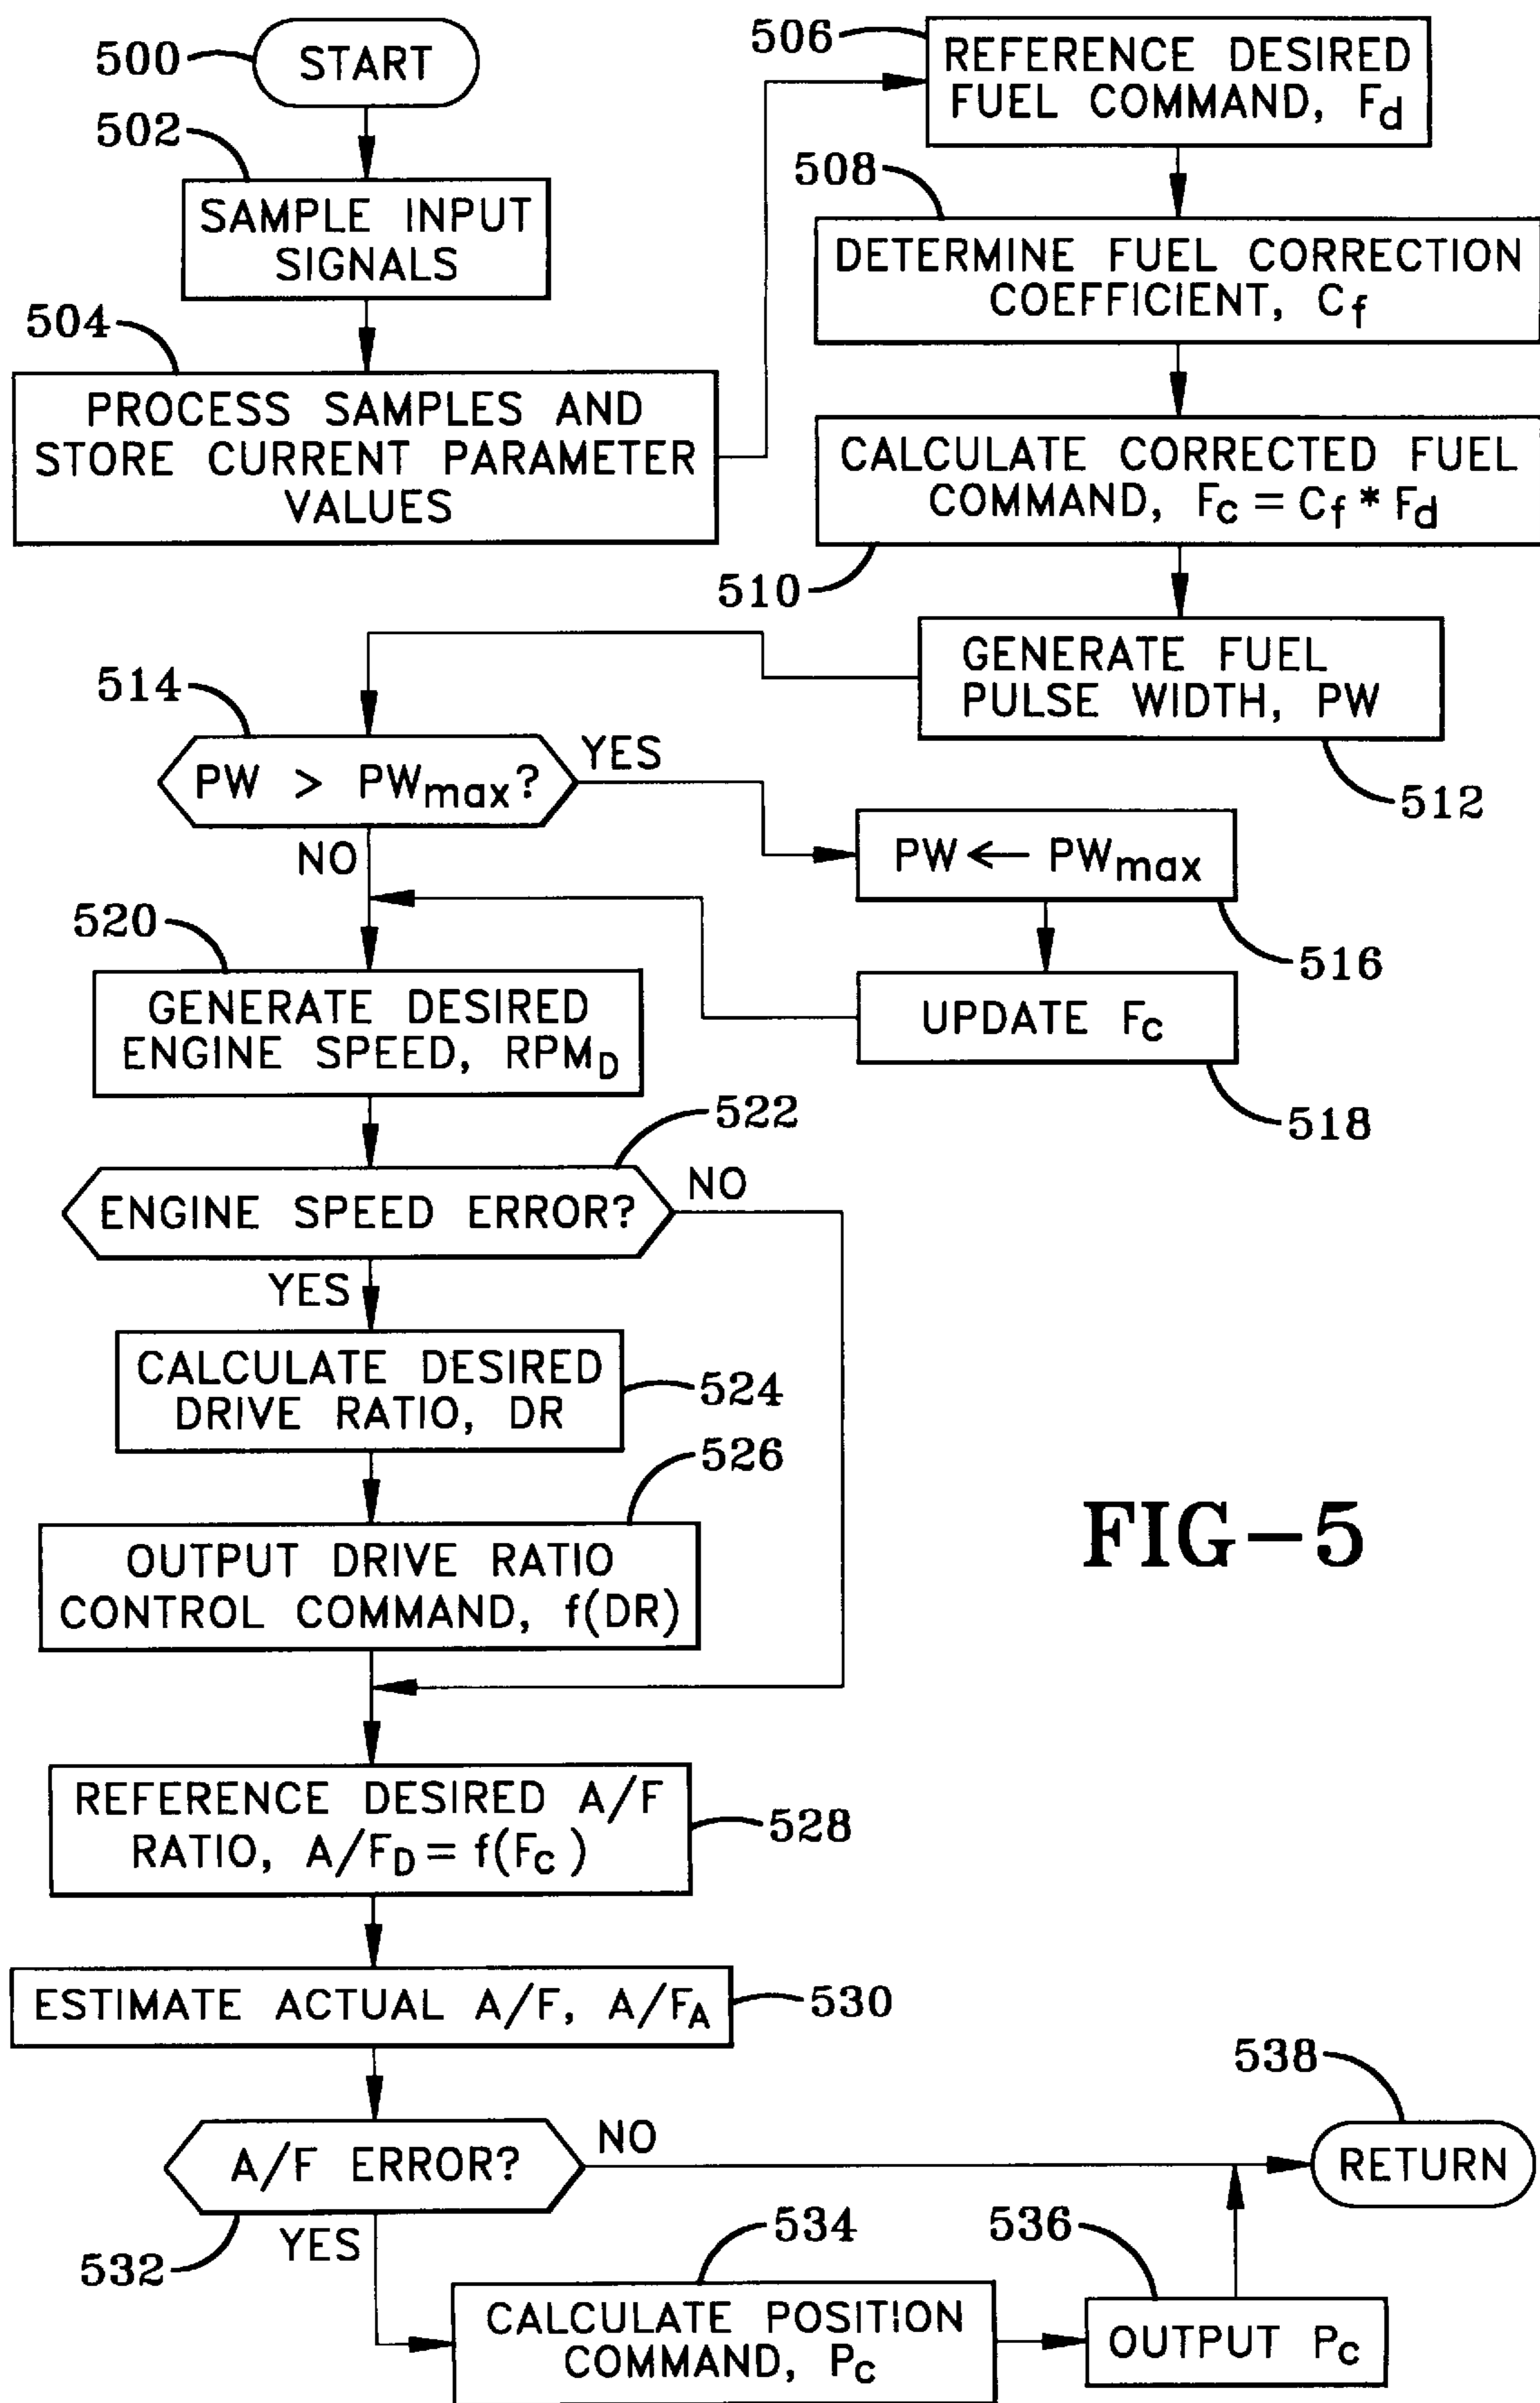 500
START
502
SAMPLE INPUT
SIGNALS
504
PROCESS SAMPLES AND
STORE CURRENT PARAMETER
VALUES
506
REFERENCE DESIRED
FUEL COMMAND, Fd
508
DETERMINE FUEL CORRECTION
COEFFICIENT, Cf
CALCULATE CORRECTED FUEL
COMMAND, Fc = Cf * Fd
510
GENERATE FUEL
PULSE WIDTH, PW
512
514
PW > PWmax?
YES
NO
PW ← PWmax
516
UPDATE Fc
518
520
GENERATE DESIRED
ENGINE SPEED, RPMD
522
ENGINE SPEED ERROR?
NO
YES
CALCULATE DESIRED
DRIVE RATIO, DR
524
526
OUTPUT DRIVE RATIO
CONTROL COMMAND, f(DR)
FIG-5
REFERENCE DESIRED A/F
RATIO, A/FD = f(Fc)
528
ESTIMATE ACTUAL A/F, A/FA
530
A/F ERROR?
NO
532
YES
534
CALCULATE POSITION
COMMAND, Pc
536
OUTPUT Pc
538
RETURN